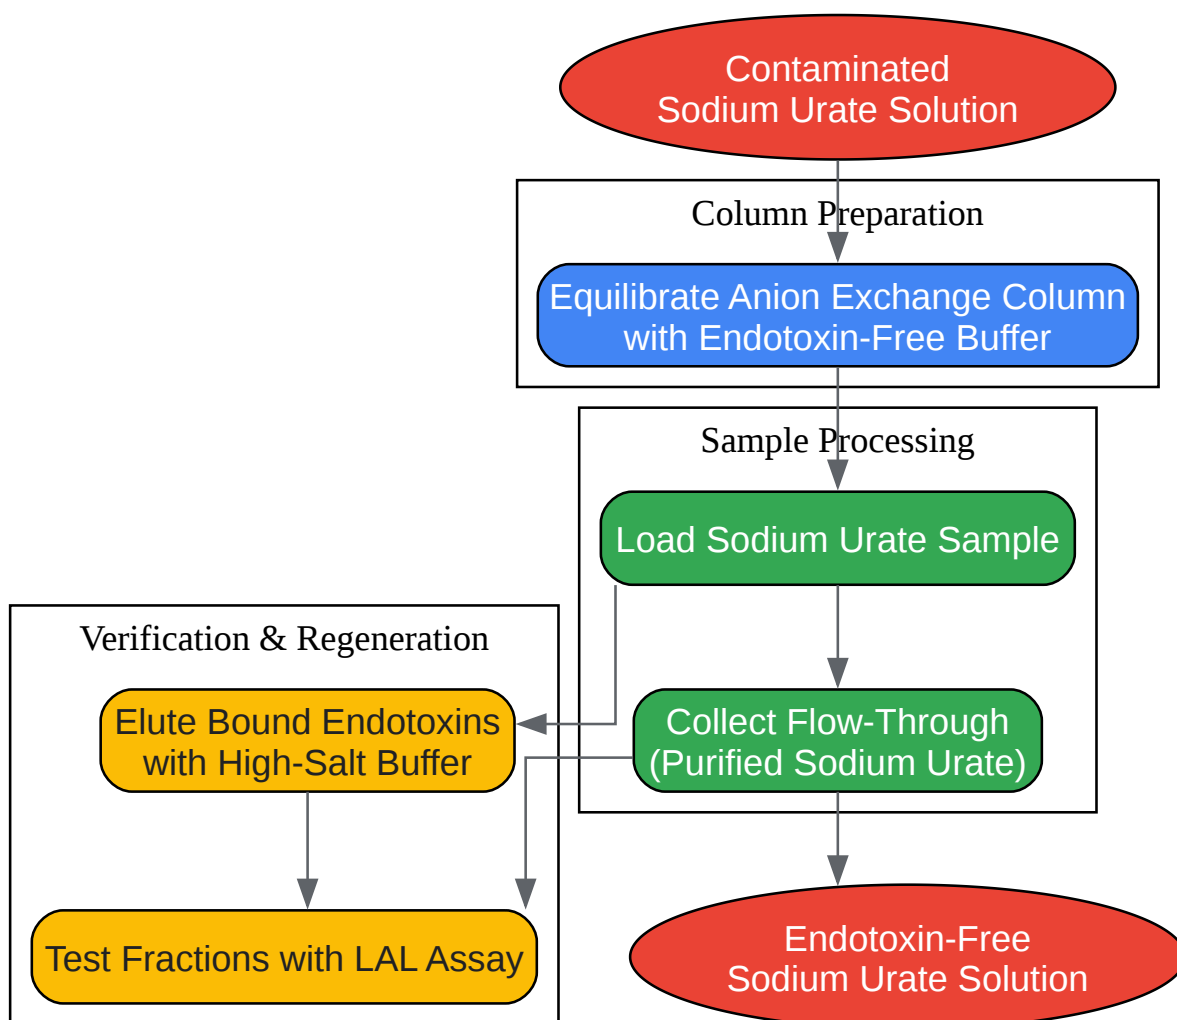 Contaminated
Sodium Urate Solution
Column Preparation
Equilibrate Anion Exchange Column
with Endotoxin-Free Buffer
Sample Processing
Load Sodium Urate Sample
Verification & Regeneration
Elute Bound Endotoxins
with High-Salt Buffer
Collect Flow-Through
(Purified Sodium Urate)
Test Fractions with LAL Assay
Endotoxin-Free
Sodium Urate Solution